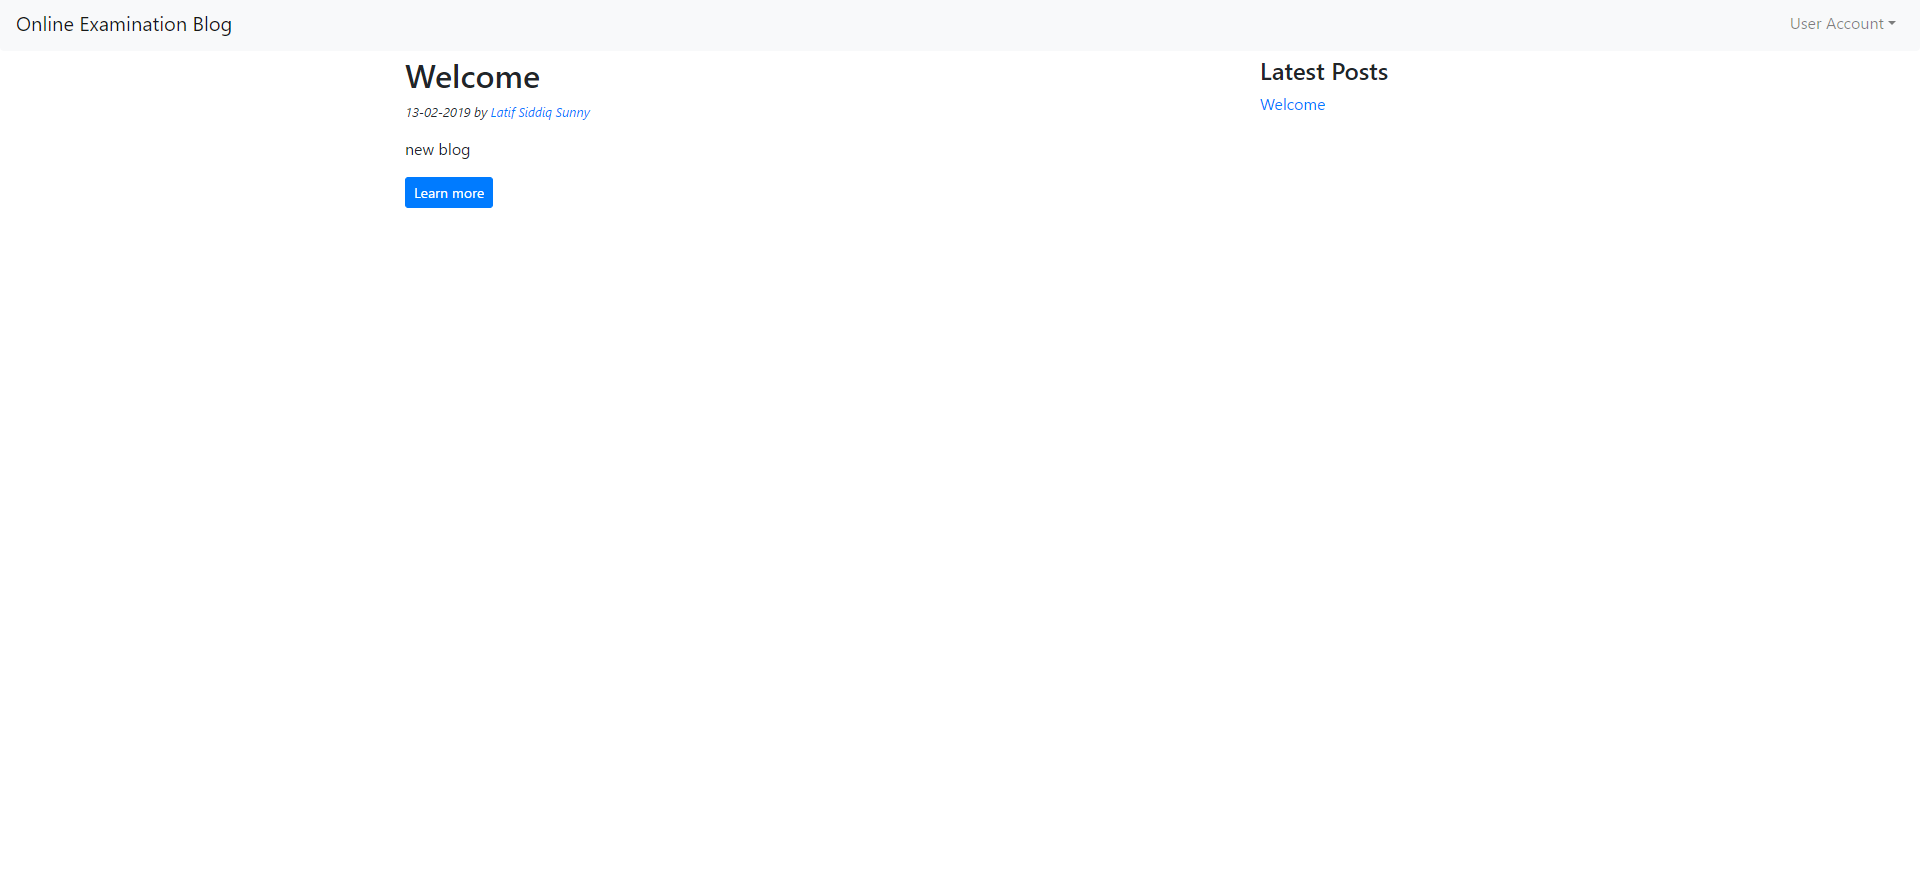 Online Examination Blog
User Account
Welcome
13-02-2019 by Latif Siddiq Sunny
new blog
Learn more
Latest Posts
Welcome